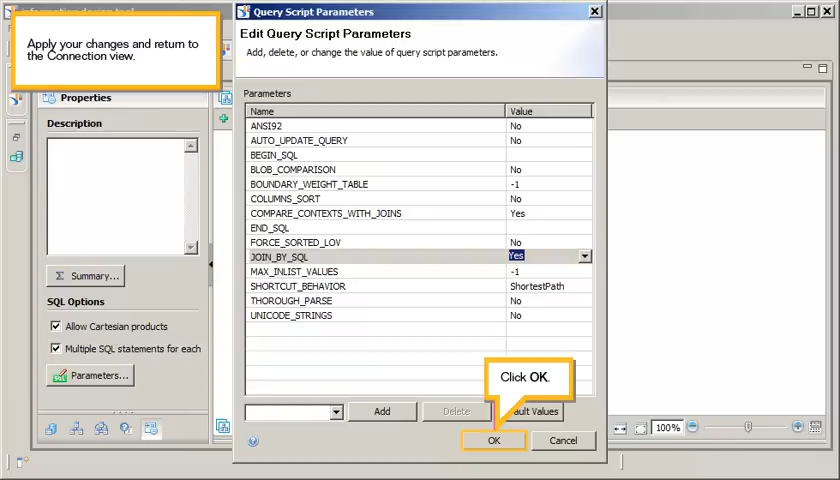 information design tool
Apply your changes and return to
the Connection view.
Properties
Description
Summary...
SQL Options
Allow Cartesian products
Multiple SQL statements for each
Parameters...
Query Script Parameters
Edit Query Script Parameters
Add, delete, or change the value of query script parameters.
Parameters
Name Value
ANSI92 No
AUTO_UPDATE_QUERY No
BEGIN_SQL
BLOB_COMPARISON No
BOUNDARY_WEIGHT_TABLE -1
COLUMNS_SORT No
COMPARE_CONTEXTS_WITH_JOINS Yes
END_SQL
FORCE_SORTED_LOV No
JOIN_BY_SQL Yes
MAX_INLIST_VALUES -1
SHORTCUT_BEHAVIOR ShortestPath
THOROUGH_PARSE No
UNICODE_STRINGS No
Click OK.
Add Delete ault Values
OK Cancel
100%